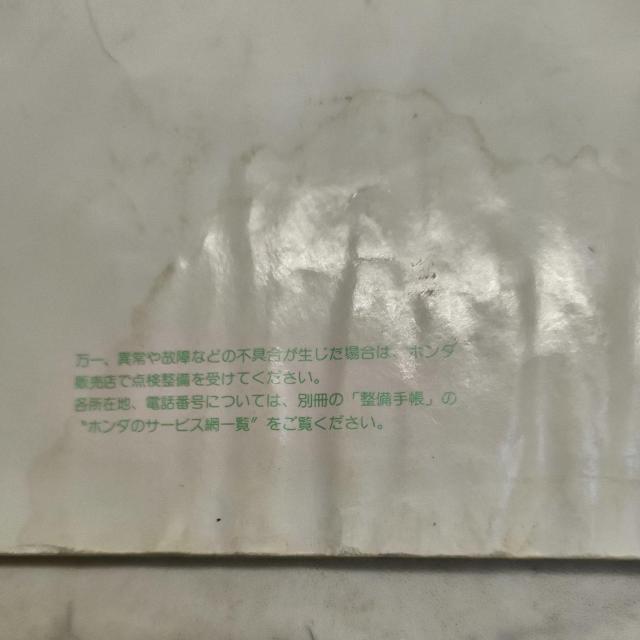 万一、異常や故障などの不具合が生じた場合は、ホンダ
販売店で点検整備を受けてください。
各所在地、電話番号については、別冊の「整備手帳」の
“ホンダのサービス網一覧”をご覧ください。